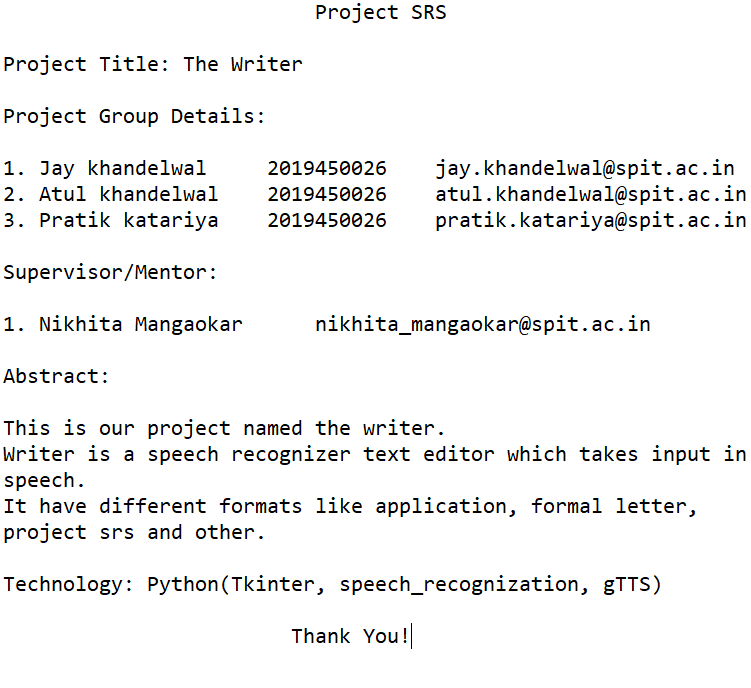 Project SRS
Project Title: The Writer
Project Group Details:
1. Jay khandelwal 2019450026 jay.khandelwal@spit.ac.in
2. Atul khandelwal 2019450026 atul.khandelwal@spit.ac.in
3. Pratik katariya 2019450026 pratik.katariya@spit.ac.in
Supervisor/Mentor:
1. Nikhita Mangaokar nikhita_mangaokar@spit.ac.in
Abstract:
This is our project named the writer.
Writer is a speech recognizer text editor which takes input in
speech.
It have different formats like application, formal letter,
project srs and other.
Technology: Python(Tkinter, speech_recognization, gTTS)
Thank You!